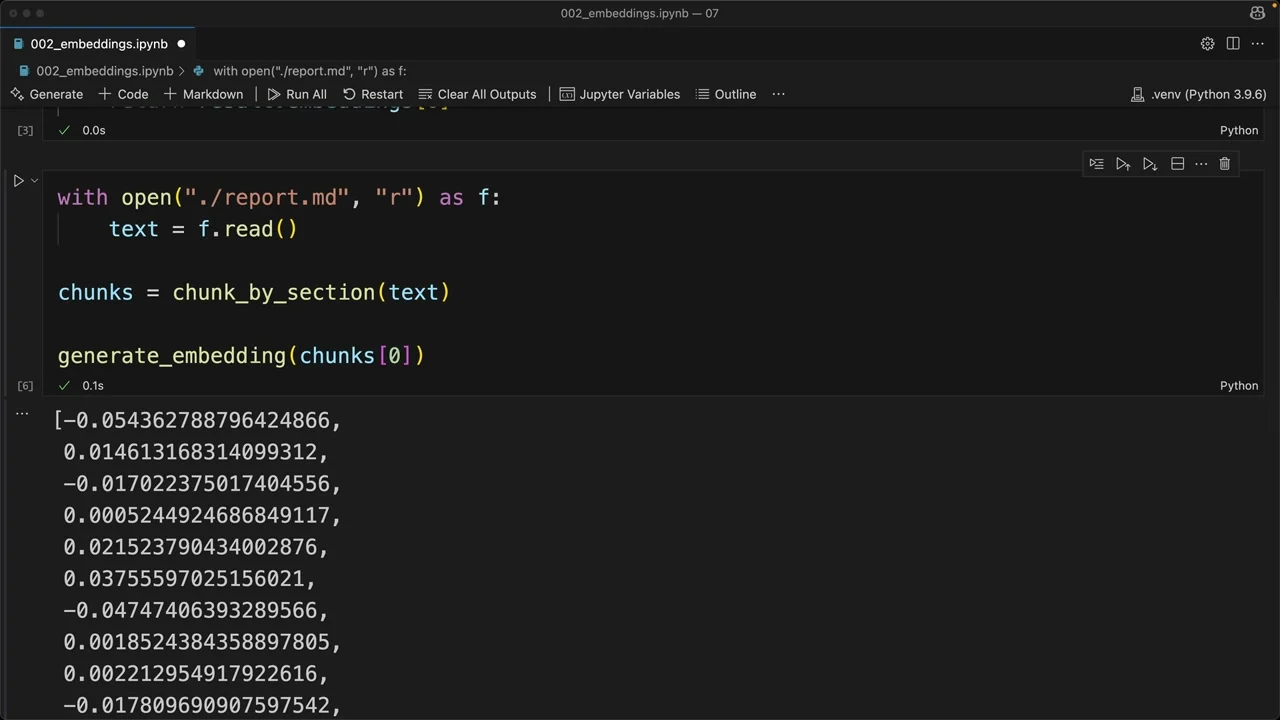 002_embeddings.ipynb — 07
002_embeddings.ipynb
002_embeddings.ipynb > with open("./report.md", "r") as f:
Generate + Code + Markdown Run All Restart Clear All Outputs Jupyter Variables Outline ... .venv (Python 3.9.6)
[3] 0.0s Python
with open("./report.md", "r") as f:
text = f.read()
chunks = chunk_by_section(text)
generate_embedding(chunks[0])
[6] 0.1s Python
[-0.054362788796424866,
0.014613168314099312,
-0.017022375017404556,
0.0005244924686849117,
0.021523790434002876,
0.03755597025156021,
-0.04747406393289566,
0.0018524384358897805,
0.002212954917922616,
-0.017809690907597542,